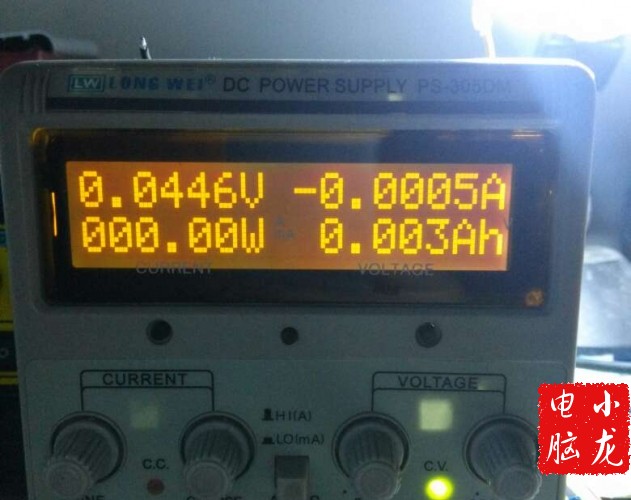 LW LONG WEI® DC POWER SUPPLY PS-305DM
0.0446V -0.0005A
000.00W 0.003Ah
CURRENT VOLTAGE
CURRENT VOLTAGE
HI(A)
LO(mA)
C.C. C.V.
小龙
电脑